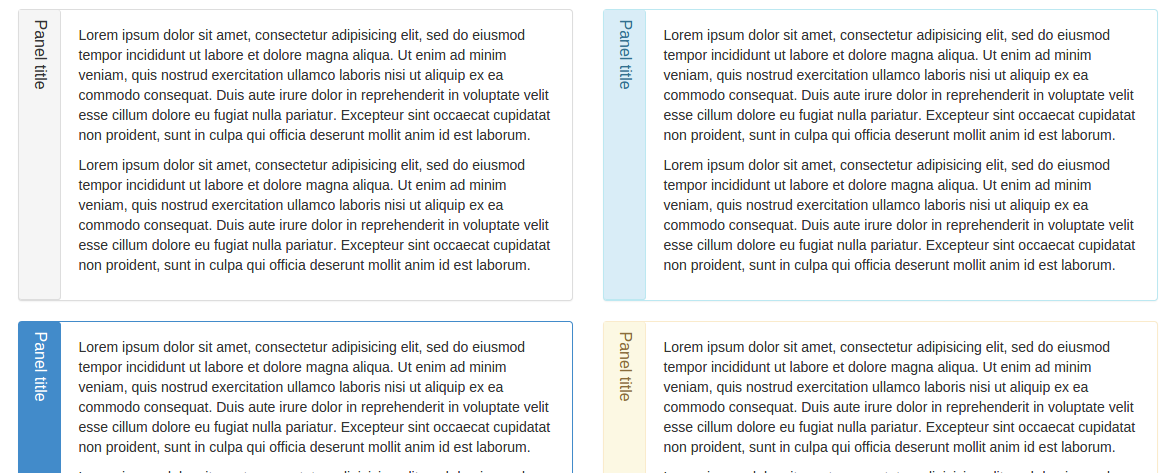 Panel title
Lorem ipsum dolor sit amet, consectetur adipisicing elit, sed do eiusmod
tempor incididunt ut labore et dolore magna aliqua. Ut enim ad minim
veniam, quis nostrud exercitation ullamco laboris nisi ut aliquip ex ea
commodo consequat. Duis aute irure dolor in reprehenderit in voluptate velit
esse cillum dolore eu fugiat nulla pariatur. Excepteur sint occaecat cupidatat
non proident, sunt in culpa qui officia deserunt mollit anim id est laborum.
Lorem ipsum dolor sit amet, consectetur adipisicing elit, sed do eiusmod
tempor incididunt ut labore et dolore magna aliqua. Ut enim ad minim
veniam, quis nostrud exercitation ullamco laboris nisi ut aliquip ex ea
commodo consequat. Duis aute irure dolor in reprehenderit in voluptate velit
esse cillum dolore eu fugiat nulla pariatur. Excepteur sint occaecat cupidatat
non proident, sunt in culpa qui officia deserunt mollit anim id est laborum.
Panel title
Lorem ipsum dolor sit amet, consectetur adipisicing elit, sed do eiusmod
tempor incididunt ut labore et dolore magna aliqua. Ut enim ad minim
veniam, quis nostrud exercitation ullamco laboris nisi ut aliquip ex ea
commodo consequat. Duis aute irure dolor in reprehenderit in voluptate velit
esse cillum dolore eu fugiat nulla pariatur. Excepteur sint occaecat cupidatat
non proident, sunt in culpa qui officia deserunt mollit anim id est laborum.
Lorem ipsum dolor sit amet, consectetur adipisicing elit, sed do eiusmod
tempor incididunt ut labore et dolore magna aliqua. Ut enim ad minim
veniam, quis nostrud exercitation ullamco laboris nisi ut aliquip ex ea
commodo consequat. Duis aute irure dolor in reprehenderit in voluptate velit
esse cillum dolore eu fugiat nulla pariatur. Excepteur sint occaecat cupidatat
non proident, sunt in culpa qui officia deserunt mollit anim id est laborum.
Panel title
Lorem ipsum dolor sit amet, consectetur adipisicing elit, sed do eiusmod
tempor incididunt ut labore et dolore magna aliqua. Ut enim ad minim
veniam, quis nostrud exercitation ullamco laboris nisi ut aliquip ex ea
commodo consequat. Duis aute irure dolor in reprehenderit in voluptate velit
esse cillum dolore eu fugiat nulla pariatur. Excepteur sint occaecat cupidatat
non proident, sunt in culpa qui officia deserunt mollit anim id est laborum.
Panel title
Lorem ipsum dolor sit amet, consectetur adipisicing elit, sed do eiusmod
tempor incididunt ut labore et dolore magna aliqua. Ut enim ad minim
veniam, quis nostrud exercitation ullamco laboris nisi ut aliquip ex ea
commodo consequat. Duis aute irure dolor in reprehenderit in voluptate velit
esse cillum dolore eu fugiat nulla pariatur. Excepteur sint occaecat cupidatat
non proident, sunt in culpa qui officia deserunt mollit anim id est laborum.